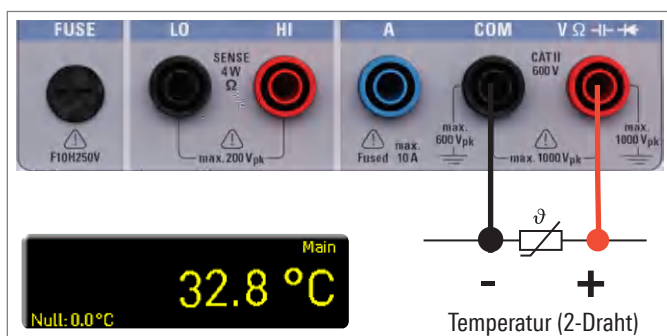 FUSE LO HI A COM V Ω
SENSE
4W
Ω
CAT II
600 V
F10H250V
max. 200 Vpk
Fused
max.
10 A
max.
600 Vpk
max. 1000 Vpk
max.
1000 Vpk
ϑ
- +
Main
32.8 °C
Null: 0.0°C
Temperatur (2-Draht)